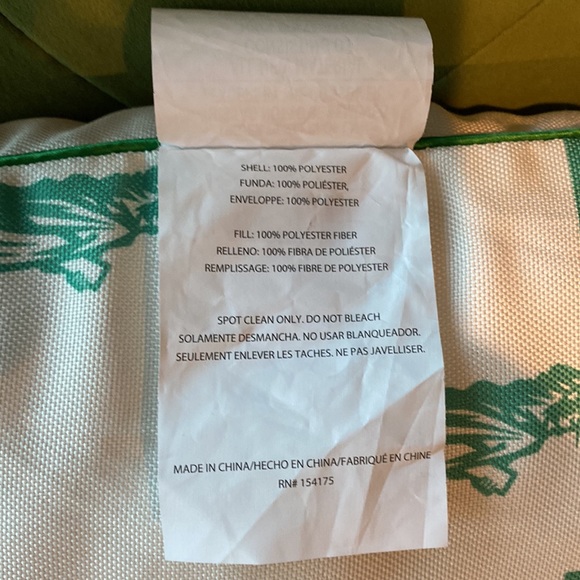 SHELL: 100% POLYESTER
FUNDA: 100% POLIÉSTER,
ENVELOPPE: 100% POLYESTER
FILL: 100% POLYESTER FIBER
RELLENO: 100% FIBRA DE POLIÉSTER
REMPLISSAGE: 100% FIBRE DE POLYESTER
SPOT CLEAN ONLY. DO NOT BLEACH
SOLAMENTE DESMANCHA. NO USAR BLANQUEADOR.
SEULEMENT ENLEVER LES TACHES. NE PAS JAVELLISER.
MADE IN CHINA/HECHO EN CHINA/FABRIQUÉ EN CHINE
RN# 154175